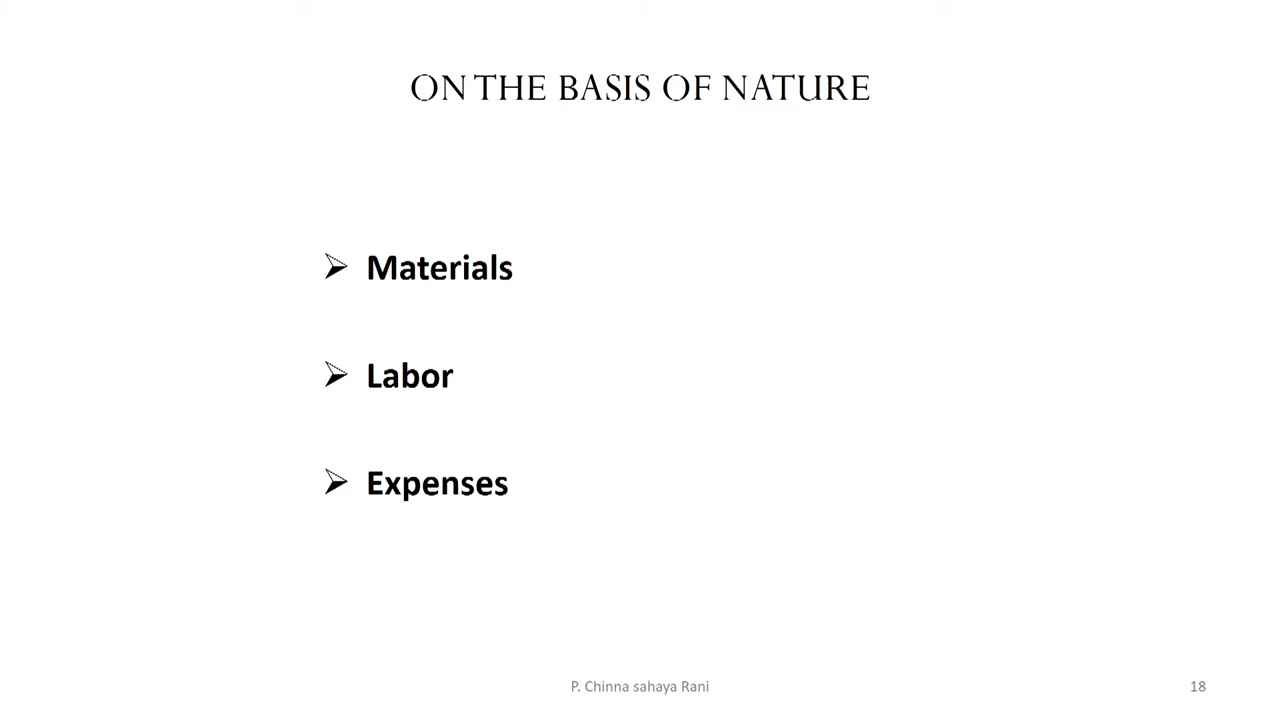 ON THE BASIS OF NATURE
Materials
Labor
Expenses
P. Chinna sahaya Rani
18